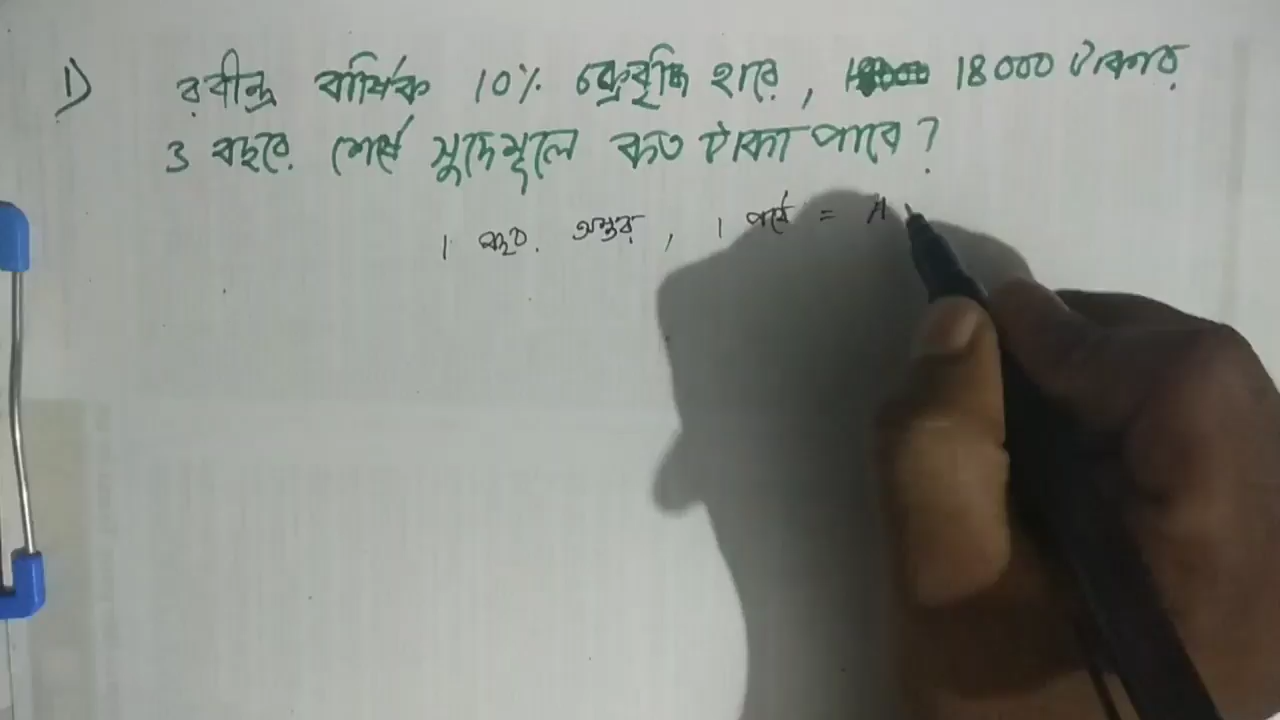 1) রবীন্দ্র বার্ষিক 10% চক্রবৃদ্ধি হারে, 18000 টাকার
3 বছরে শেষে সুদেমূলে কত টাকা পাবে?
1 বছর অন্তর, 1 পর্বে = A